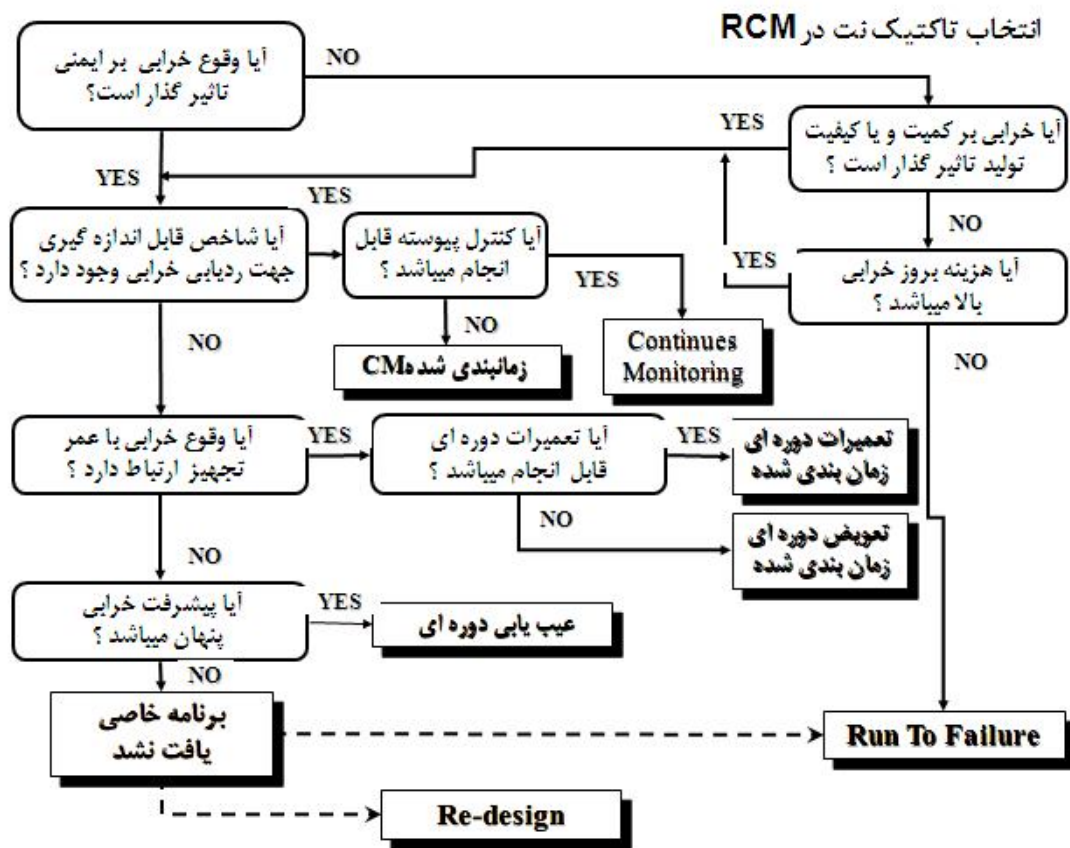 انتخاب تاکتیک نت در RCM
آیا وقوع خرابی بر ایمنی
تاثیر گذار است؟
NO
YES
آیا خرابی بر کمیت و یا کیفیت
تولید تاثیر گذار است ؟
YES
NO
آیا شاخص قابل اندازه گیری
جهت ردیابی خرابی وجود دارد ؟
YES
NO
آیا کنترل پیوسته قابل
انجام میباشد ؟
YES
NO
آیا هزینه بروز خرابی
بالا میباشد ؟
YES
NO
زمانبندی شده CM
Continues
Monitoring
آیا وقوع خرابی با عمر
تجهیز ارتباط دارد ؟
YES
NO
آیا تعمیرات دوره ای
قابل انجام میباشد ؟
YES
NO
تعمیرات دوره ای
زمان بندی شده
تعویض دوره ای
زمان بندی شده
آیا پیشرفت خرابی
پنهان میباشد ؟
YES
NO
عیب یابی دوره ای
برنامه خاصی
یافت نشد
Run To Failure
Re-design